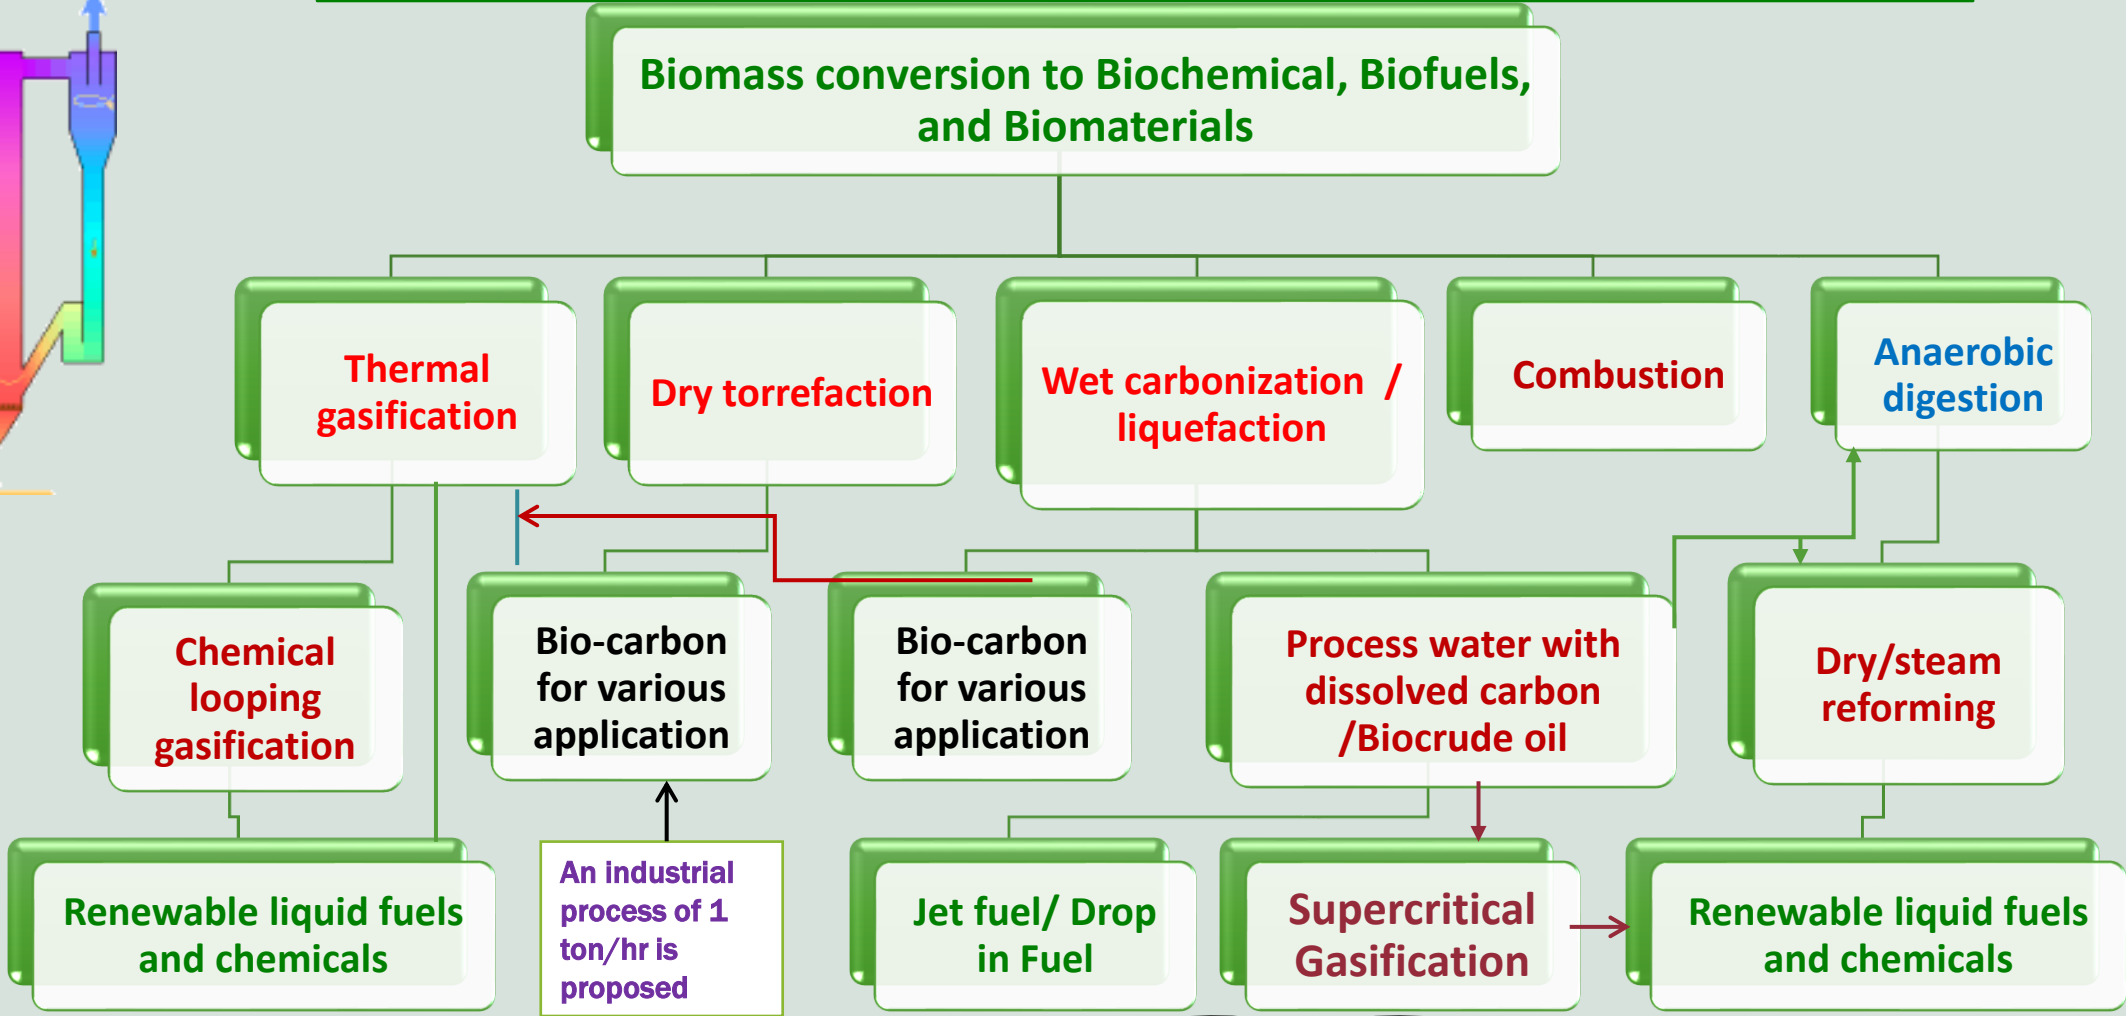 Biomass conversion to Biochemical, Biofuels,
and Biomaterials
Thermal
gasification
Dry torrefaction
Wet carbonization /
liquefaction
Combustion
Anaerobic
digestion
Chemical
looping
gasification
Bio-carbon
for various
application
Bio-carbon
for various
application
Process water with
dissolved carbon
/Biocrude oil
Dry/steam
reforming
Renewable liquid fuels
and chemicals
An industrial
process of 1
ton/hr is
proposed
Jet fuel/ Drop
in Fuel
Supercritical
Gasification
Renewable liquid fuels
and chemicals